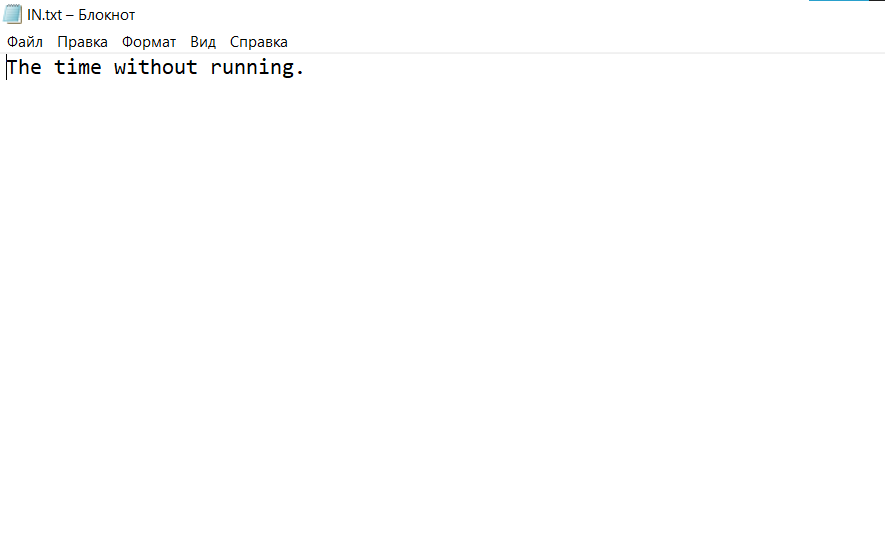 IN.txt – Блокнот
Файл Правка Формат Вид Справка
The time without running.